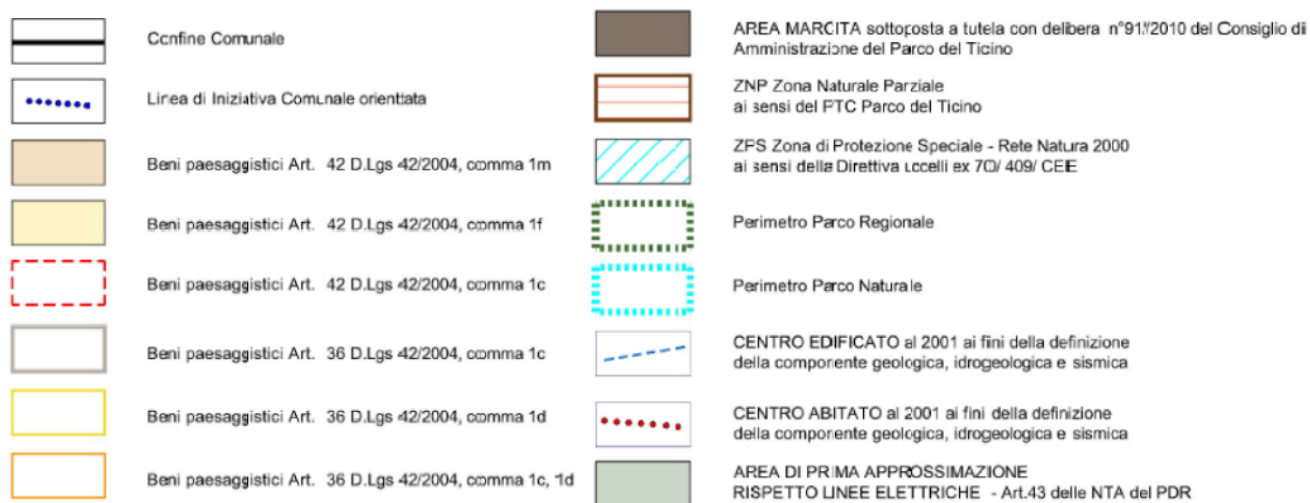 Confine Comunale
Linea di Iniziativa Comunale orienttata
Beni paesaggistici Art. 42 D.Lgs 42/2004, comma 1m
Beni paesaggistici Art. 42 D.Lgs 42/2004, comma 1f
Beni paesaggistici Art. 42 D.Lgs 42/2004, comma 1c
Beni paesaggistici Art. 36 D.Lgs 42/2004, comma 1c
Beni paesaggistici Art. 36 D.Lgs 42/2004, comma 1d
Beni paesaggistici Art. 36 D.Lgs 42/2004, comma 1c, 1d
AREA MARCITA sottoposta a tutela con delibera n°91//2010 del Consiglio di
Amministrazione del Parco del Ticino
ZNP Zona Naturale Parziale
ai sensi del PTC Parco del Ticino
ZFS Zona di Protezione Speciale - Rete Natura 2000
ai sensi della Direttiva uccelli ex 7O/ 409/ CEIE
Perimetro Parco Regionale
Perimetro Parco Naturale
CENTRO EDIFICATO al 2001 ai fini della definizione
della componente geologica, idrogeologica e sismica
CENTRO ABITATO al 2001 ai fini della definizione
della componente geologica, idrogeologica e sismica
AREA DI PRIMA APPROSSIMAZIONE
RISPETTO LINEE ELETTRICHE - Art.43 delle NTA del PDR